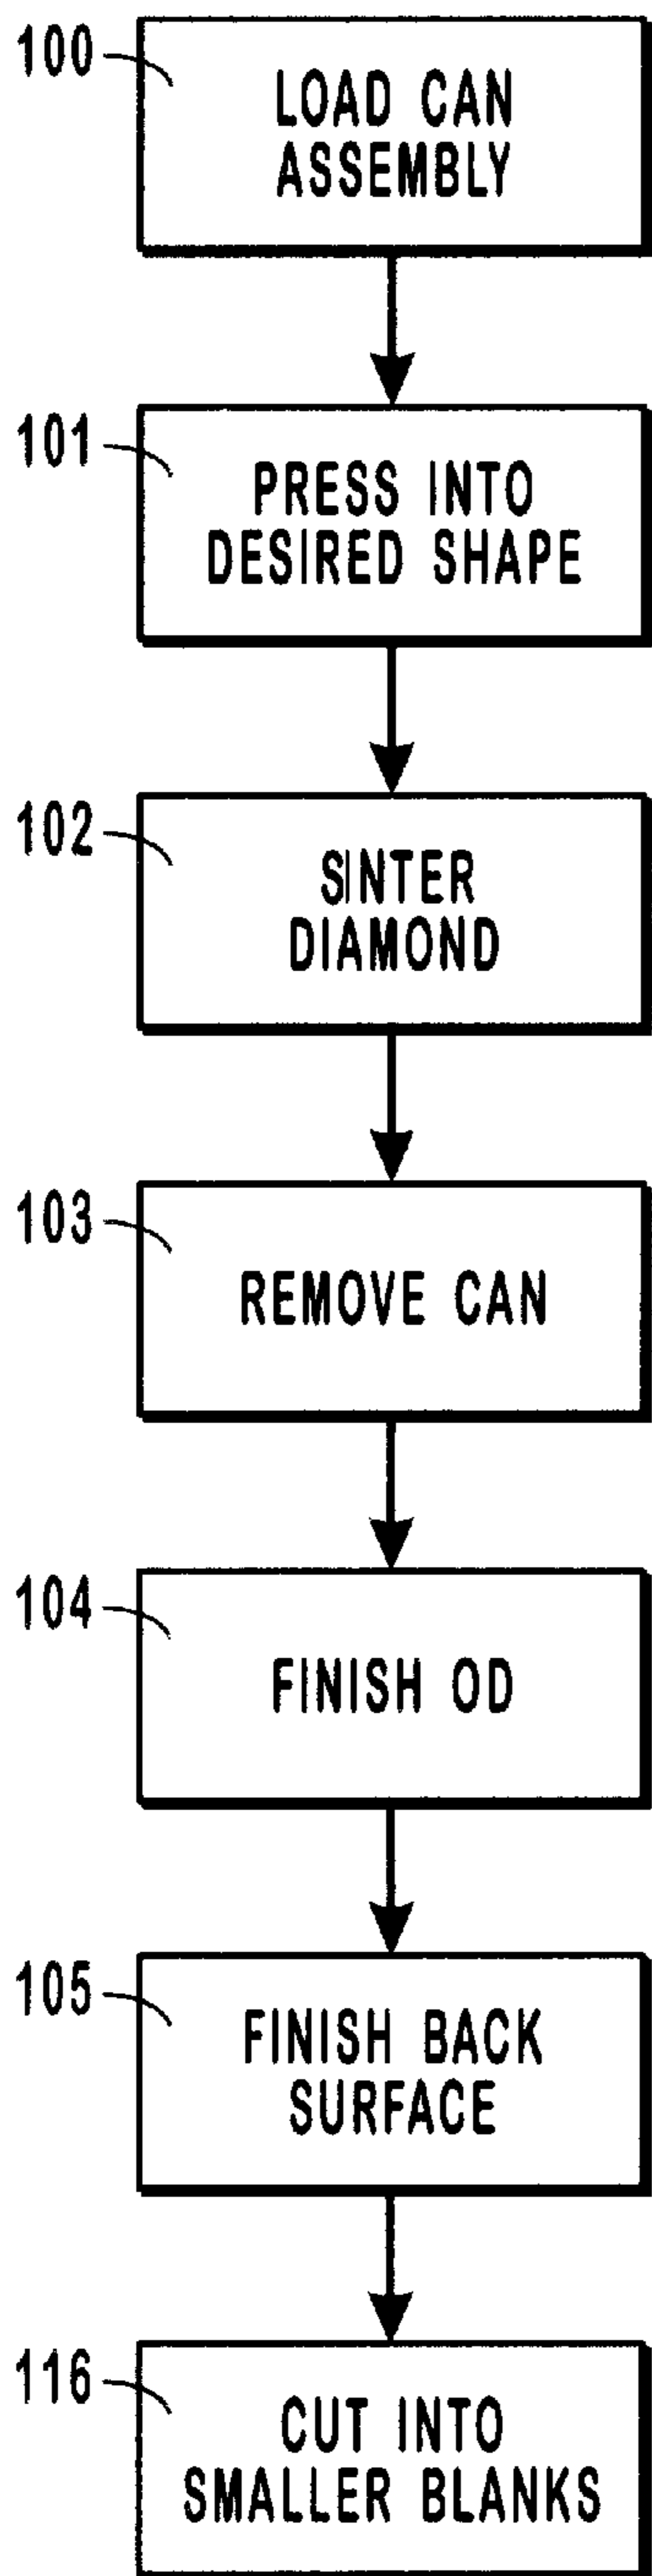 100
LOAD CAN
ASSEMBLY
101
PRESS INTO
DESIRED SHAPE
102
SINTER
DIAMOND
103
REMOVE CAN
104
FINISH OD
105
FINISH BACK
SURFACE
116
CUT INTO
SMALLER BLANKS